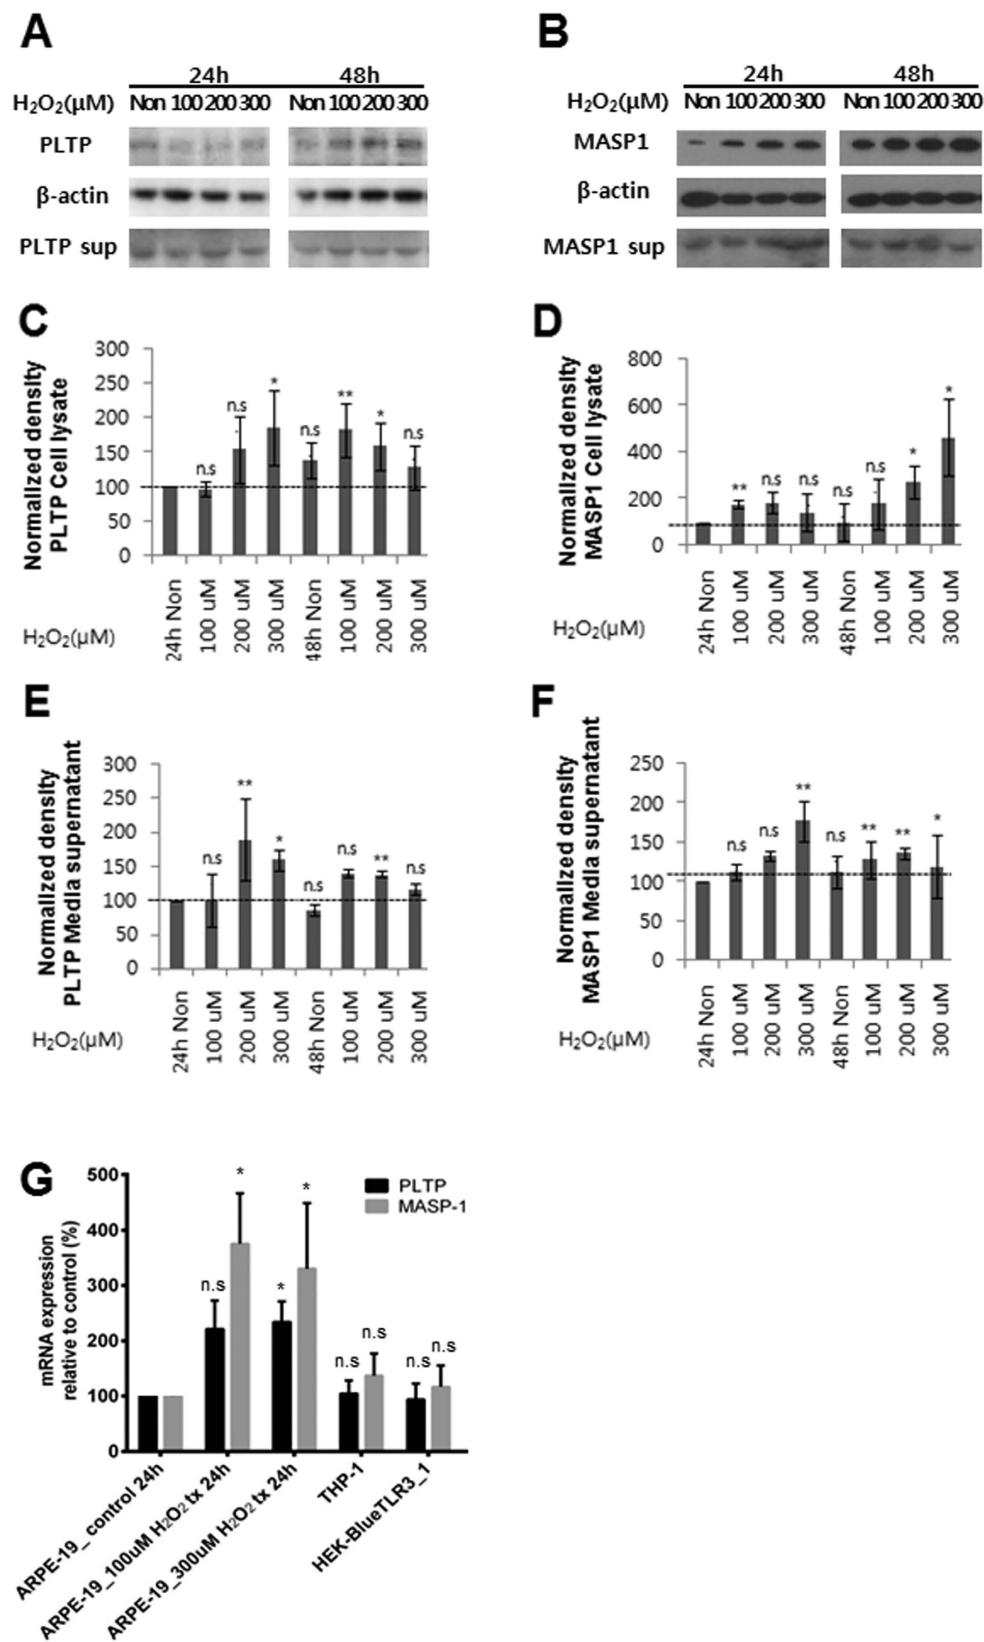 A
24h 48h
H₂O₂(μM) Non 100 200 300 Non 100 200 300
PLTP
β-actin
PLTP sup
B
24h 48h
H₂O₂(μM) Non 100 200 300 Non 100 200 300
MASP1
β-actin
MASP1 sup
C
Normalized density
PLTP Cell lysate
300
250
200
150
100
50
0
n.s n.s * n.s ** * n.s
24h Non 100 uM 200 uM 300 uM 48h Non 100 uM 200 uM 300 uM
H₂O₂(μM)
D
Normalized density
MASP1 Cell lysate
800
600
400
200
0
** n.s n.s n.s n.s * *
24h Non 100 uM 200 uM 300 uM 48h Non 100 uM 200 uM 300 uM
H₂O₂(μM)
E
Normalized density
PLTP Media supernatant
300
250
200
150
100
50
0
n.s ** * n.s n.s ** n.s
24h Non 100 uM 200 uM 300 uM 48h Non 100 uM 200 uM 300 uM
H₂O₂(μM)
F
Normalized density
MASP1 Media supernatant
250
200
150
100
50
0
n.s n.s ** n.s ** ** *
24h Non 100 uM 200 uM 300 uM 48h Non 100 uM 200 uM 300 uM
H₂O₂(μM)
G
mRNA expression
relative to control (%)
500
400
300
200
100
0
PLTP
MASP-1
n.s * * * n.s n.s n.s n.s
ARPE-19_ control 24h
ARPE-19_100uM H₂O₂ tx 24h
ARPE-19_300uM H₂O₂ tx 24h
THP-1
HEK-BlueTLR3_1